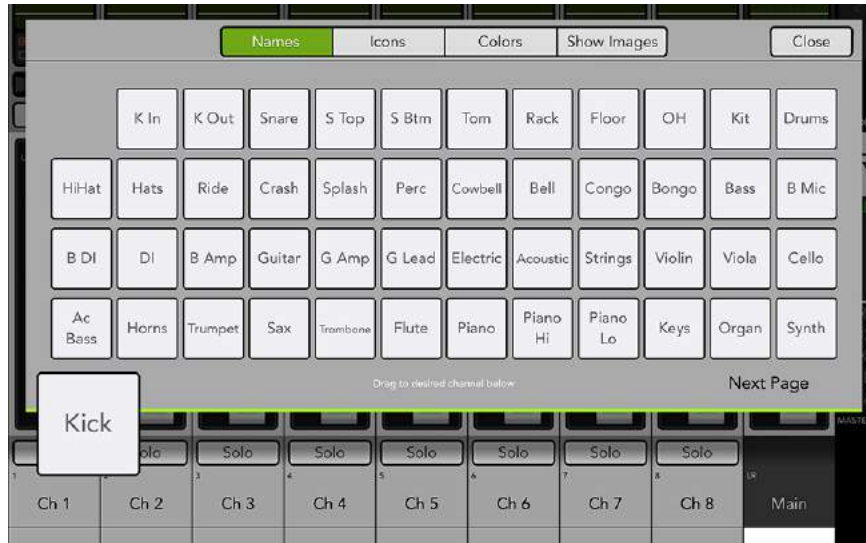 Names Icons Colors Show Images Close
K In K Out Snare S Top S Btm Tom Rack Floor OH Kit Drums
HiHat Hats Ride Crash Splash Perc Cowbell Bell Congo Bongo Bass B Mic
B DI DI B Amp Guitar G Amp G Lead Electric Acoustic Strings Violin Viola Cello
Ac Bass Horns Trumpet Sax Trombone Flute Piano Piano Hi Piano Lo Keys Organ Synth
Drag to desired channel below Next Page
Kick
MASTE
olo Solo Solo Solo Solo Solo Solo
1 3 4 5 6 7 8 LR
Ch 1 Ch 2 Ch 3 Ch 4 Ch 5 Ch 6 Ch 7 Ch 8 Main